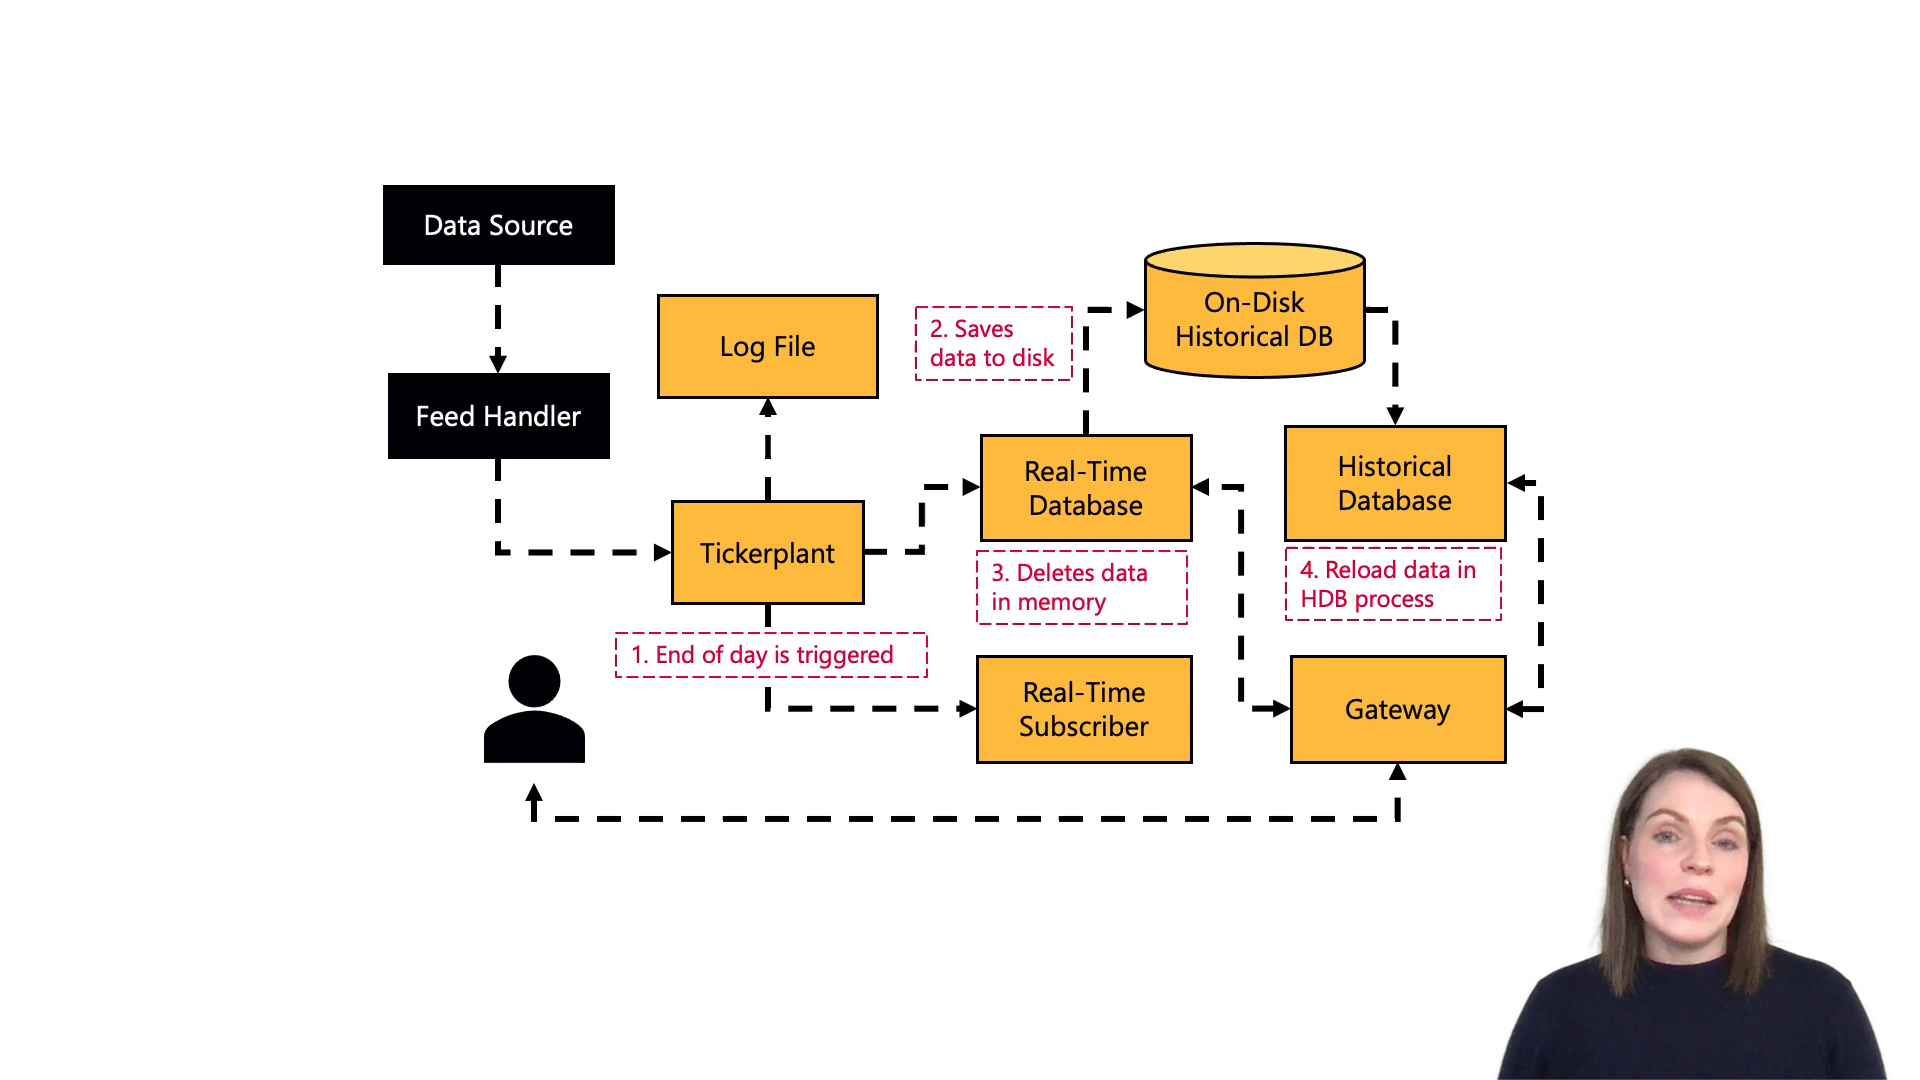 Data Source
Feed Handler
Log File
Tickerplant
1. End of day is triggered
2. Saves
data to disk
On-Disk
Historical DB
Real-Time
Database
3. Deletes data
in memory
Historical
Database
4. Reload data in
HDB process
Real-Time
Subscriber
Gateway